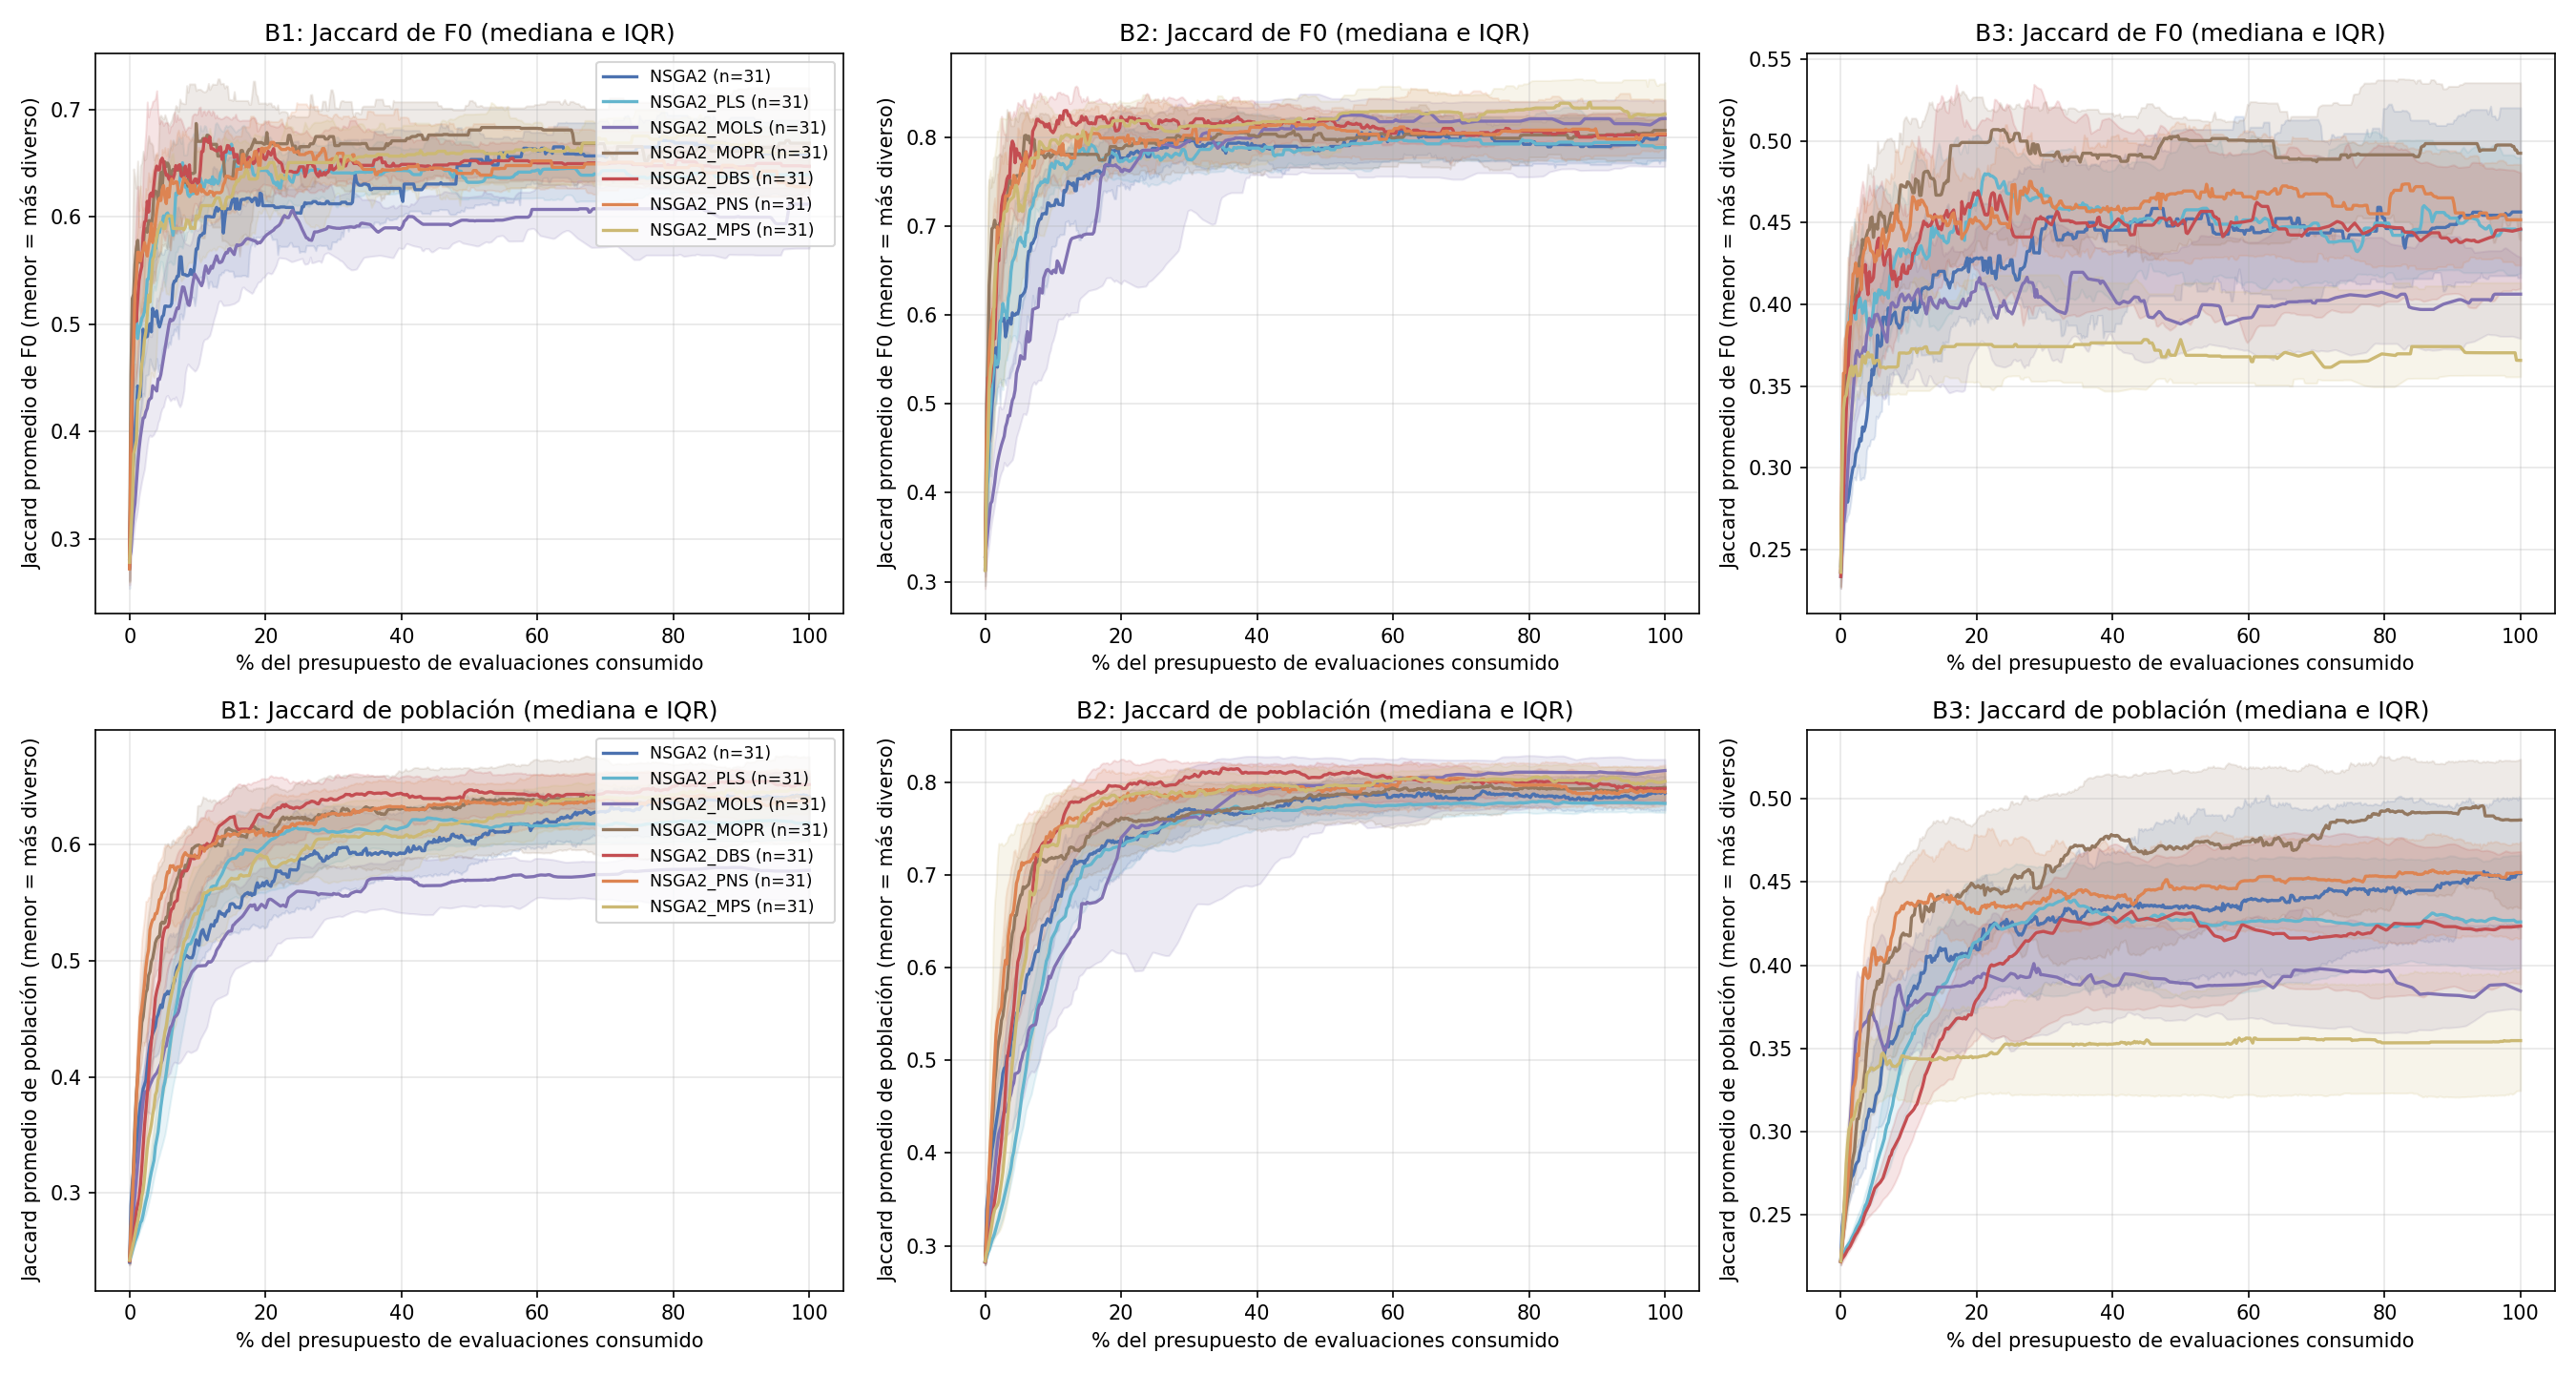 B1: Jaccard de F0 (mediana e IQR)
Jaccard promedio de F0 (menor = más diverso)
0.7
0.6
0.5
0.4
0.3
NSGA2 (n=31)
NSGA2_PLS (n=31)
NSGA2_MOLS (n=31)
NSGA2_MOPR (n=31)
NSGA2_DBS (n=31)
NSGA2_PNS (n=31)
NSGA2_MPS (n=31)
0 20 40 60 80 100
% del presupuesto de evaluaciones consumido
B2: Jaccard de F0 (mediana e IQR)
Jaccard promedio de F0 (menor = más diverso)
0.8
0.7
0.6
0.5
0.4
0.3
0 20 40 60 80 100
% del presupuesto de evaluaciones consumido
B3: Jaccard de F0 (mediana e IQR)
Jaccard promedio de F0 (menor = más diverso)
0.55
0.50
0.45
0.40
0.35
0.30
0.25
0 20 40 60 80 100
% del presupuesto de evaluaciones consumido
B1: Jaccard de población (mediana e IQR)
Jaccard promedio de población (menor = más diverso)
0.6
0.5
0.4
0.3
NSGA2 (n=31)
NSGA2_PLS (n=31)
NSGA2_MOLS (n=31)
NSGA2_MOPR (n=31)
NSGA2_DBS (n=31)
NSGA2_PNS (n=31)
NSGA2_MPS (n=31)
0 20 40 60 80 100
% del presupuesto de evaluaciones consumido
B2: Jaccard de población (mediana e IQR)
Jaccard promedio de población (menor = más diverso)
0.8
0.7
0.6
0.5
0.4
0.3
0 20 40 60 80 100
% del presupuesto de evaluaciones consumido
B3: Jaccard de población (mediana e IQR)
Jaccard promedio de población (menor = más diverso)
0.50
0.45
0.40
0.35
0.30
0.25
0 20 40 60 80 100
% del presupuesto de evaluaciones consumido